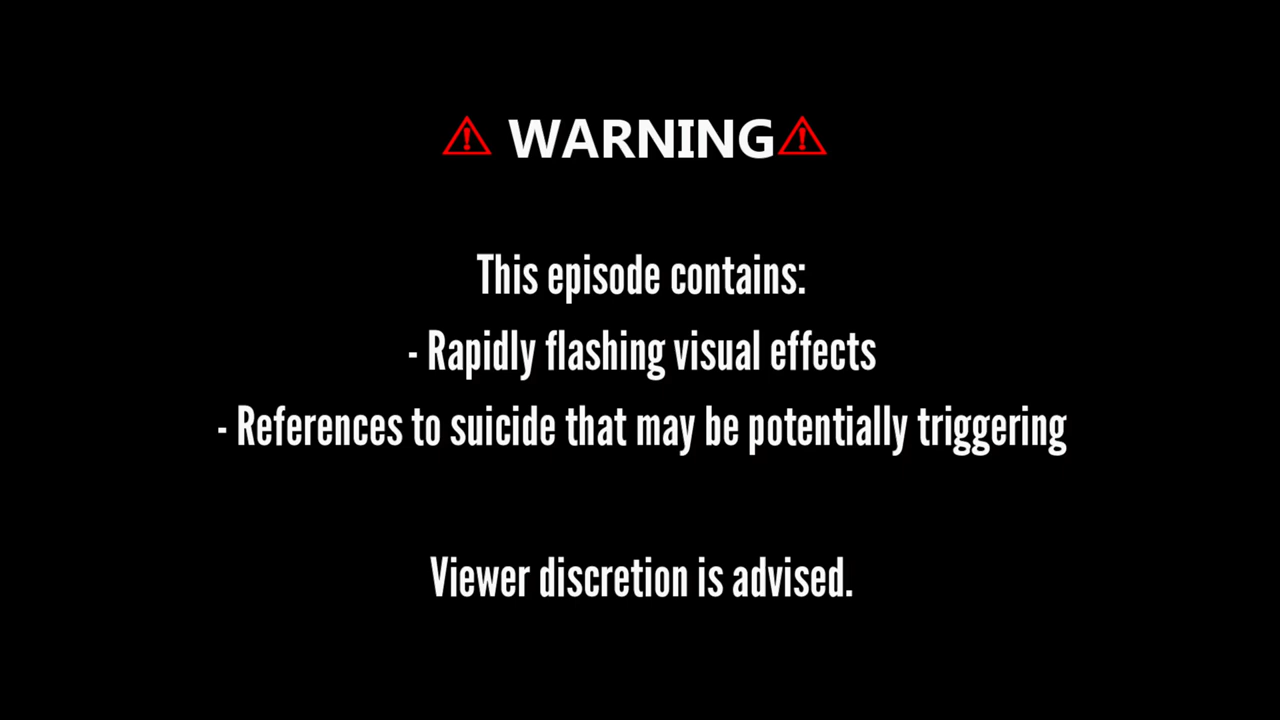 ⚠ WARNING⚠
This episode contains:
- Rapidly flashing visual effects
- References to suicide that may be potentially triggering
Viewer discretion is advised.